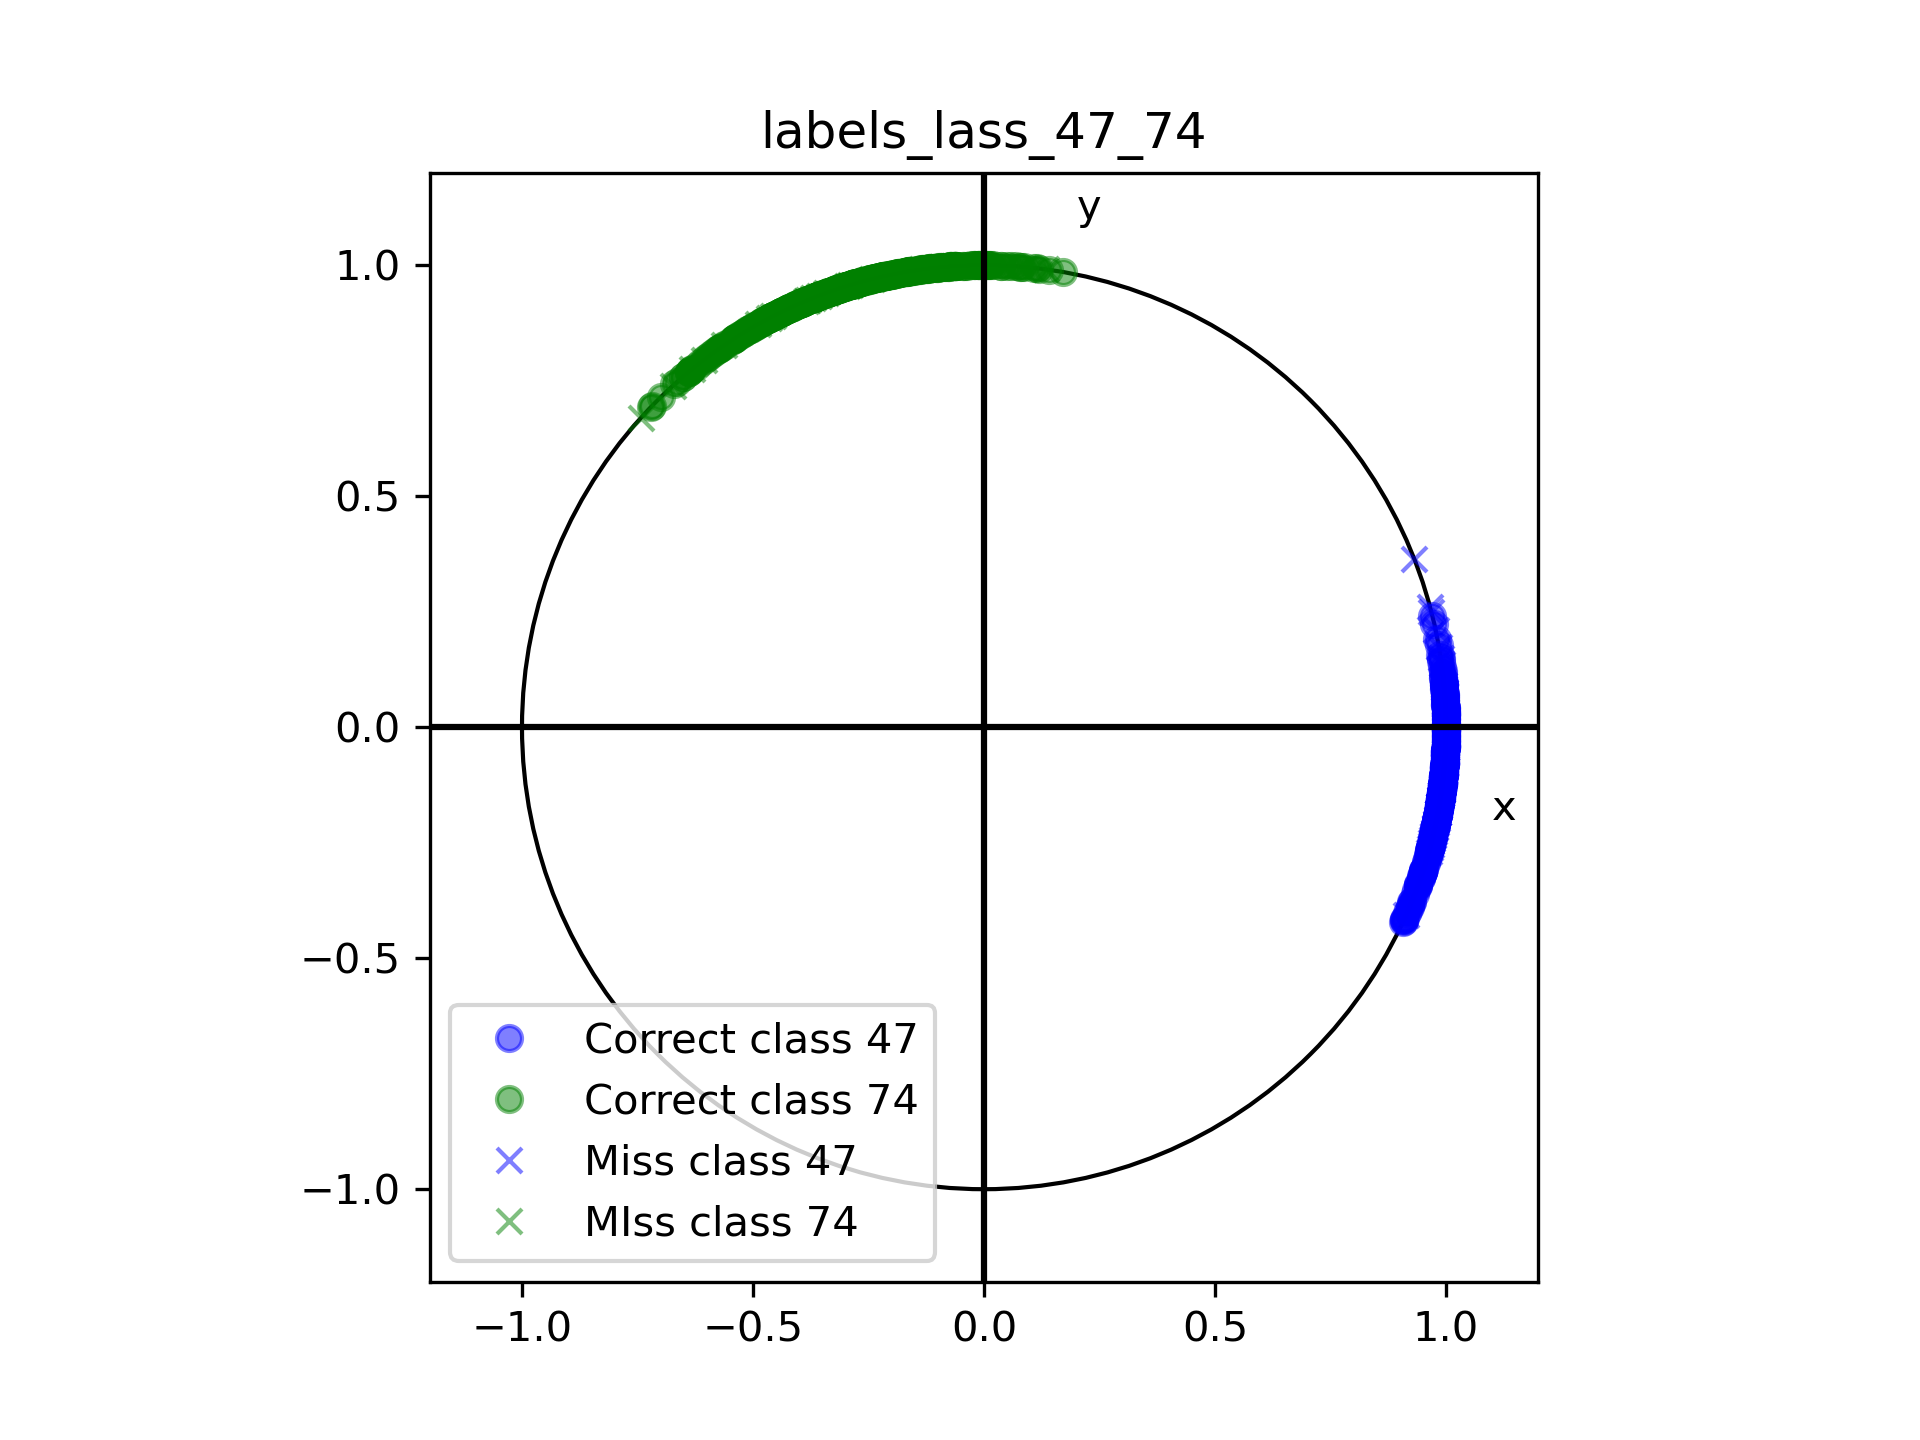 labels_lass_47_74
y
1.0
0.5
0.0
x
−0.5
Correct class 47
Correct class 74
Miss class 47
−1.0
MIss class 74
−1.0 −0.5 0.0 0.5 1.0